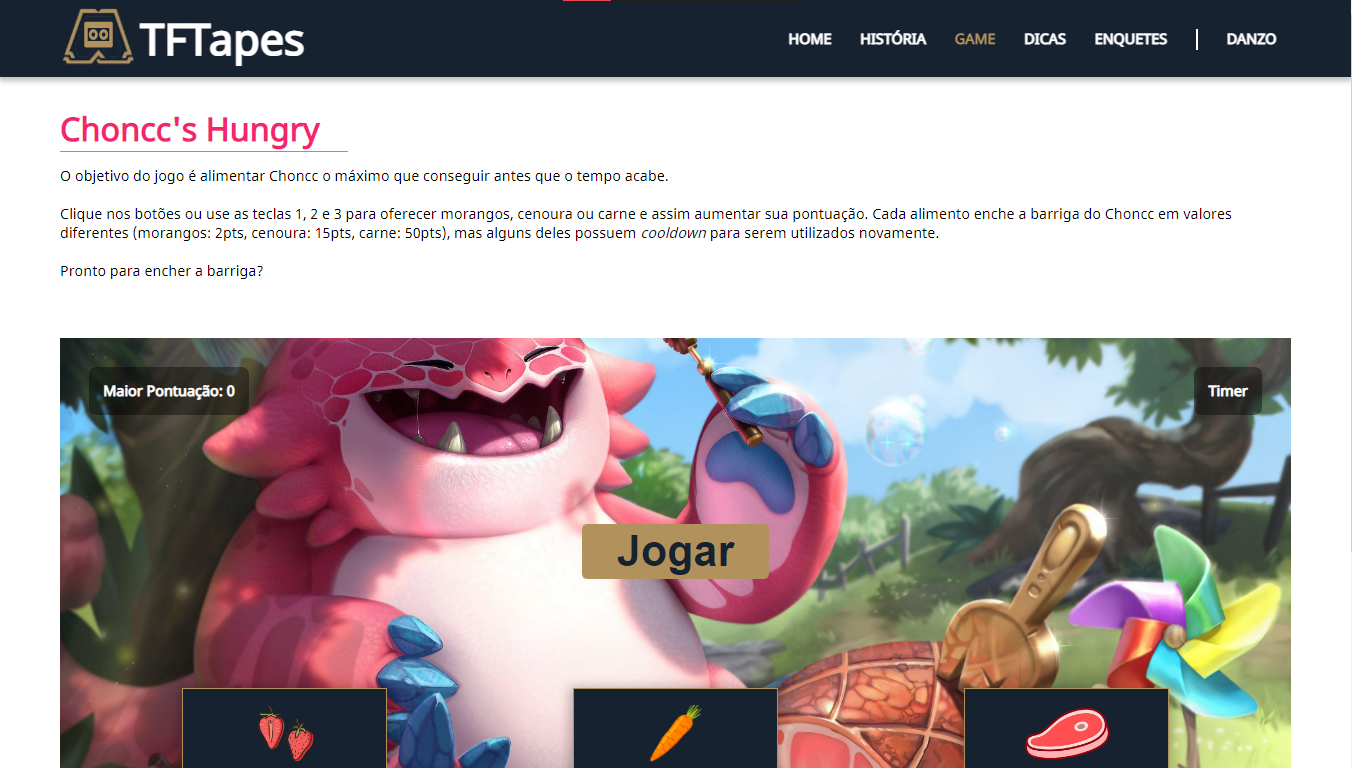 TFTapes
HOME HISTÓRIA GAME DICAS ENQUETES DANZO
Choncc's Hungry
O objetivo do jogo é alimentar Choncc o máximo que conseguir antes que o tempo acabe.
Clique nos botões ou use as teclas 1, 2 e 3 para oferecer morangos, cenoura ou carne e assim aumentar sua pontuação. Cada alimento enche a barriga do Choncc em valores
diferentes (morangos: 2pts, cenoura: 15pts, carne: 50pts), mas alguns deles possuem cooldown para serem utilizados novamente.
Pronto para encher a barriga?
Maior Pontuação: 0
Timer
Jogar